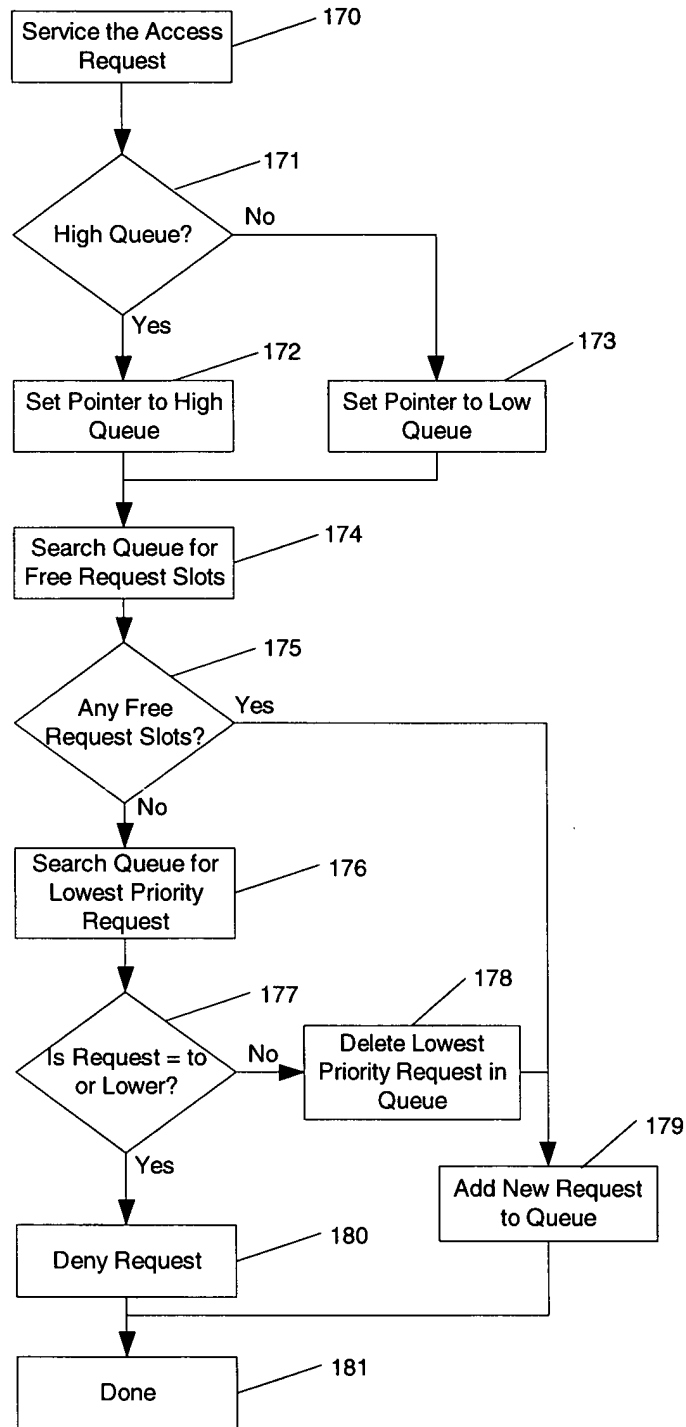 Service the Access
Request
170
171
High Queue?
No
Yes
172
173
Set Pointer to High
Queue
Set Pointer to Low
Queue
Search Queue for
Free Request Slots
174
175
Any Free
Request Slots?
Yes
No
Search Queue for
Lowest Priority
Request
176
177
178
Is Request = to
or Lower?
No
Delete Lowest
Priority Request in
Queue
Yes
179
Add New Request
to Queue
Deny Request
180
Done
181